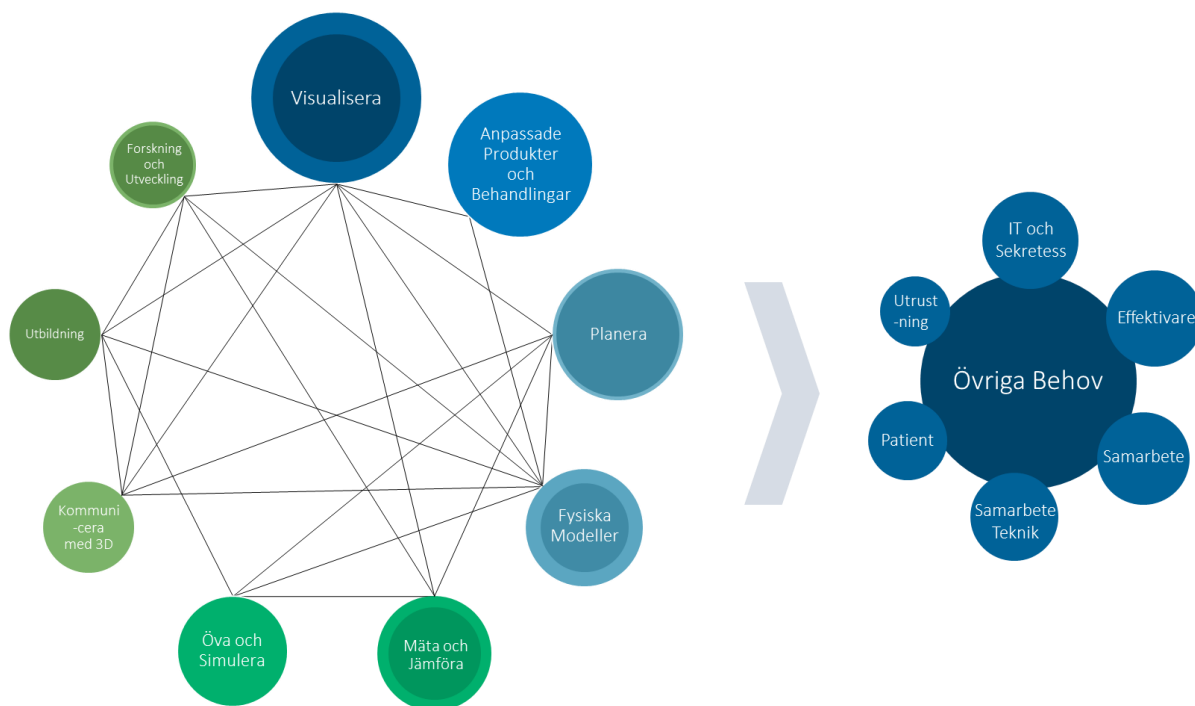 Visualisera
Anpassade
Produkter
och
Behandlingar
Forskning
och
Utveckling
Utbildning
Planera
Kommuni
-cera
med 3D
Fysiska
Modeller
Öva och
Simulera
Mäta och
Jämföra
IT och
Sekretess
Utrust
-ning
Effektivare
Övriga Behov
Patient
Samarbete
Samarbete
Teknik